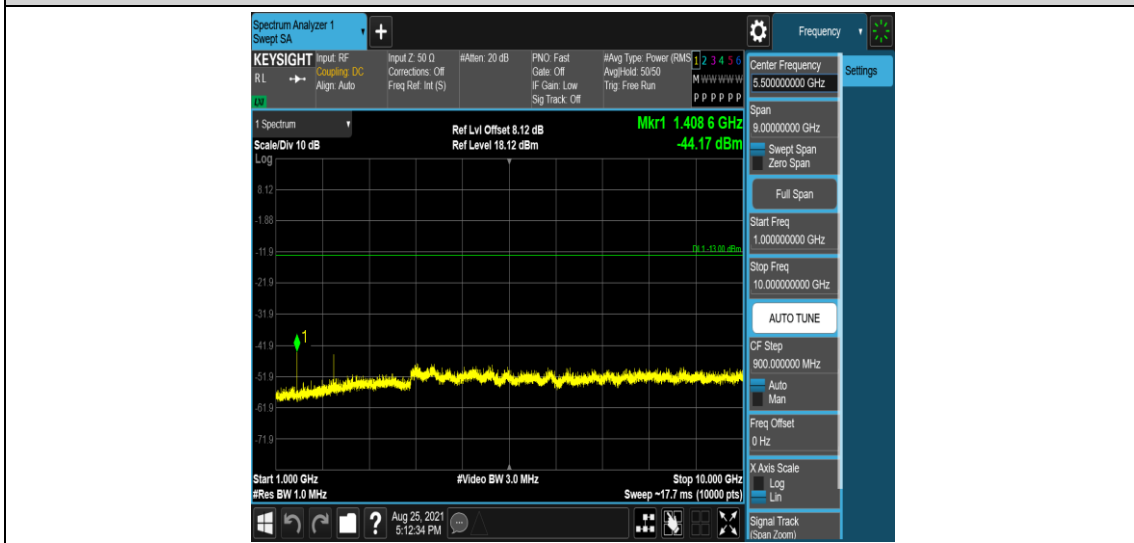 Spectrum Analyzer 1
Swept SA
+
Frequency
KEYSIGHT
RL
LXI
Input: RF
Coupling: DC
Align: Auto
Input Z: 50 Ω
Corrections: Off
Freq Ref: Int (S)
#Atten: 20 dB
PNO: Fast
Gate: Off
IF Gain: Low
Sig Track: Off
#Avg Type: Power (RMS
Avg|Hold: 50/50
Trig: Free Run
1 2 3 4 5 6
M W W W W W
P P P P P P
1 Spectrum
Scale/Div 10 dB
Log
Ref Lvl Offset 8.12 dB
Ref Level 18.12 dBm
Mkr1 1.408 6 GHz
-44.17 dBm
8.12
-1.88
-11.9
DL1 -13.00 dBm
-21.9
-31.9
1
-41.9
-51.9
-61.9
-71.9
Start 1.000 GHz
#Video BW 3.0 MHz
Stop 10.000 GHz
#Res BW 1.0 MHz
Sweep ~17.7 ms (10000 pts)
?
Aug 25, 2021
5:12:34 PM
Center Frequency
5.500000000 GHz
Settings
Span
9.00000000 GHz
Swept Span
Zero Span
Full Span
Start Freq
1.000000000 GHz
Stop Freq
10.000000000 GHz
AUTO TUNE
CF Step
900.000000 MHz
Auto
Man
Freq Offset
0 Hz
X Axis Scale
Log
Lin
Signal Track
(Span Zoom)